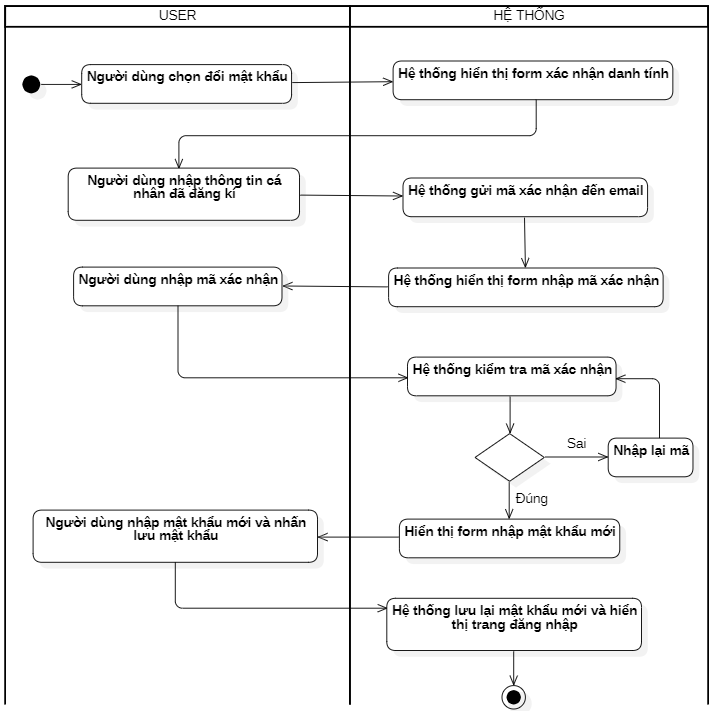 USER
HỆ THỐNG
Người dùng chọn đổi mật khẩu
Hệ thống hiển thị form xác nhận danh tính
Người dùng nhập thông tin cá
nhân đã đăng kí
Hệ thống gửi mã xác nhận đến email
Người dùng nhập mã xác nhận
Hệ thống hiển thị form nhập mã xác nhận
Hệ thống kiểm tra mã xác nhận
Sai
Nhập lại mã
Đúng
Người dùng nhập mật khẩu mới và nhấn
lưu mật khẩu
Hiển thị form nhập mật khẩu mới
Hệ thống lưu lại mật khẩu mới và hiển
thị trang đăng nhập